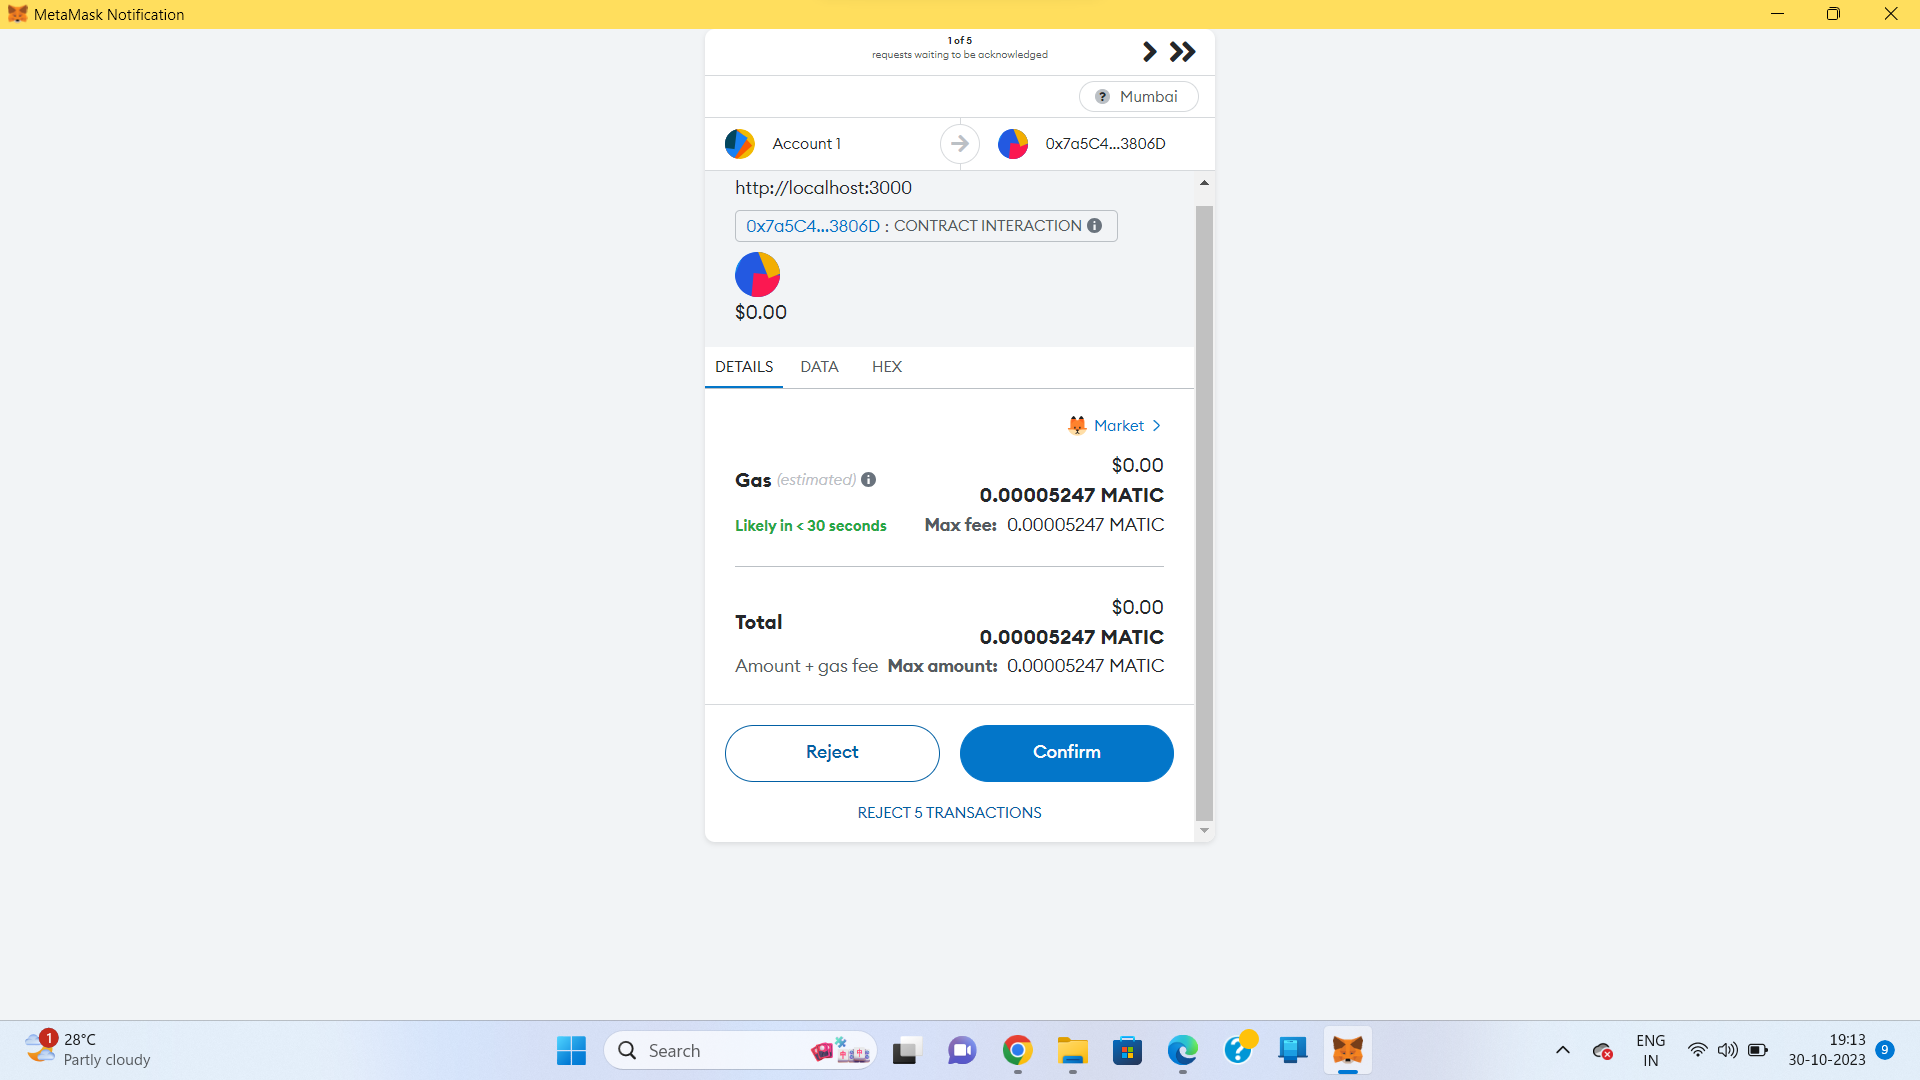 MetaMask Notification
1 of 5
requests waiting to be acknowledged
? Mumbai
Account 1
0x7a5C4...3806D
http://localhost:3000
0x7a5C4...3806D : CONTRACT INTERACTION
$0.00
DETAILS DATA HEX
Market >
$0.00
Gas (estimated)
0.00005247 MATIC
Likely in < 30 seconds Max fee: 0.00005247 MATIC
$0.00
Total
0.00005247 MATIC
Amount + gas fee Max amount: 0.00005247 MATIC
Reject Confirm
REJECT 5 TRANSACTIONS
1
28°C
Partly cloudy
Search
ENG
IN
19:13
30-10-2023
9